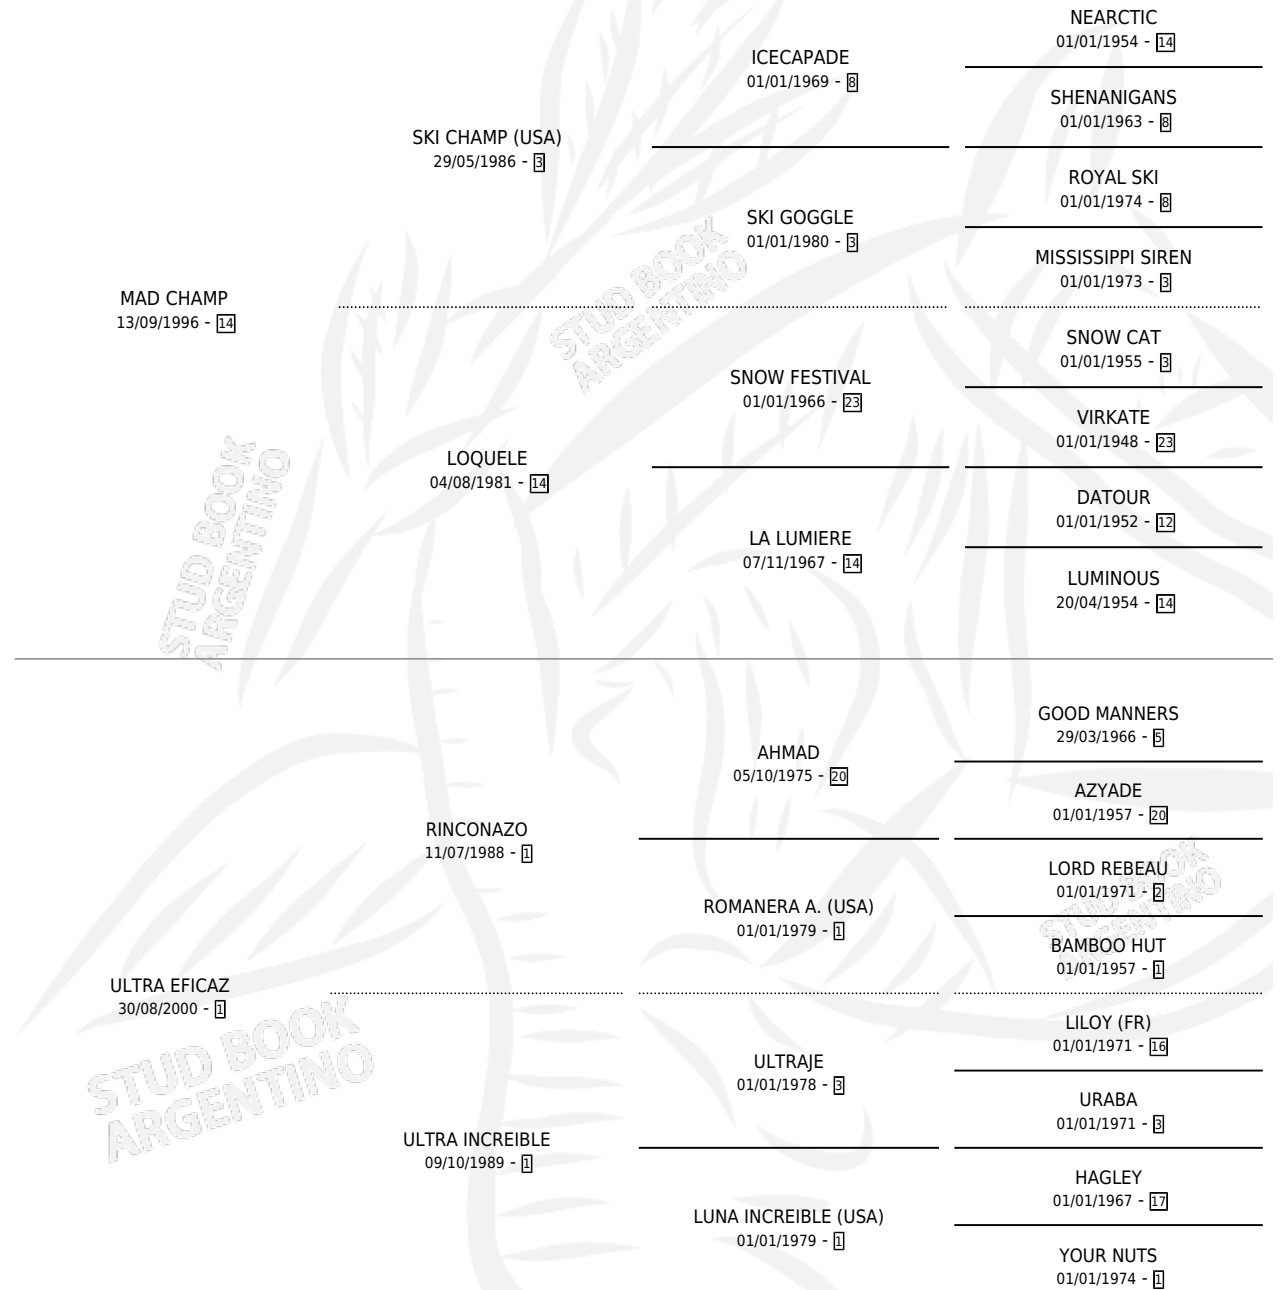 NEARCTIC
01/01/1954 - 14
ICECAPADE
01/01/1969 - 8
SHENANIGANS
01/01/1963 - 8
SKI CHAMP (USA)
29/05/1986 - 3
ROYAL SKI
01/01/1974 - 8
SKI GOGGLE
01/01/1980 - 3
MISSISSIPPI SIREN
01/01/1973 - 3
MAD CHAMP
13/09/1996 - 14
SNOW CAT
01/01/1955 - 3
SNOW FESTIVAL
01/01/1966 - 23
VIRKATE
01/01/1948 - 23
LOQUELE
04/08/1981 - 14
DATOUR
01/01/1952 - 12
LA LUMIERE
07/11/1967 - 14
LUMINOUS
20/04/1954 - 14
GOOD MANNERS
29/03/1966 - 5
AHMAD
05/10/1975 - 20
AZYADE
01/01/1957 - 20
RINCONAZO
11/07/1988 - 1
LORD REBEAU
01/01/1971 - 2
ROMANERA A. (USA)
01/01/1979 - 1
BAMBOO HUT
01/01/1957 - 1
ULTRA EFICAZ
30/08/2000 - 1
LILOY (FR)
01/01/1971 - 16
ULTRAJE
01/01/1978 - 3
URABA
01/01/1971 - 3
ULTRA INCREIBLE
09/10/1989 - 1
HAGLEY
01/01/1967 - 17
LUNA INCREIBLE (USA)
01/01/1979 - 1
YOUR NUTS
01/01/1974 - 1
STUD BOOK
ARGENTINO
STUD BOOK
ARGENTINO
STUD BOOK
ARGENTINO
STUD BOOK
ARGENTINO